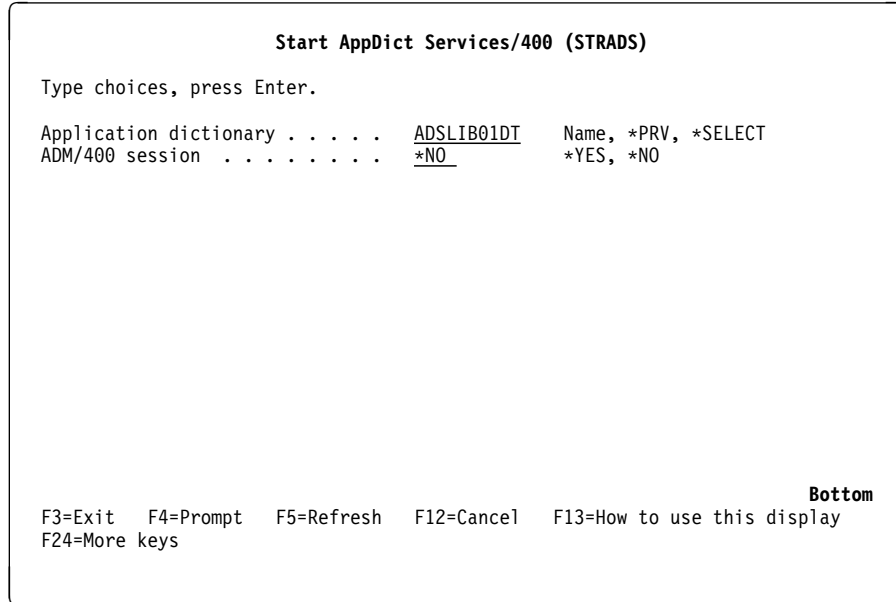 Start AppDict Services/400 (STRADS)
Type choices, press Enter.
Application dictionary . . . . . ADSLIB01DT Name, *PRV, *SELECT
ADM/400 session . . . . . . . . *NO *YES, *NO
Bottom
F3=Exit F4=Prompt F5=Refresh F12=Cancel F13=How to use this display
F24=More keys